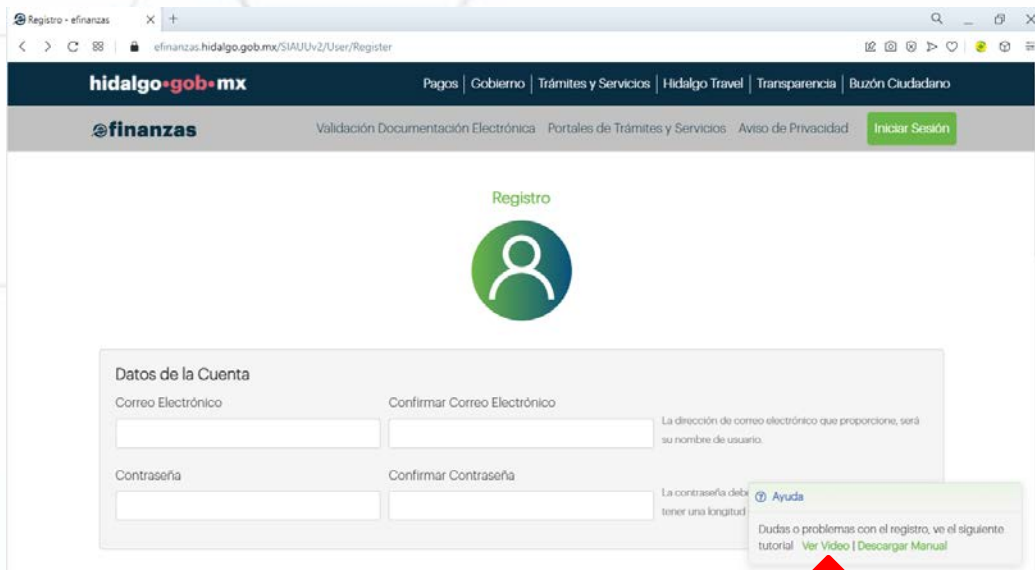 Registro - efinanzas
efinanzas.hidalgo.gob.mx/SIAUUv2/User/Register
hidalgo•gob•mx
Pagos | Gobierno | Trámites y Servicios | Hidalgo Travel | Transparencia | Buzón Ciudadano
efinanzas
Validación Documentación Electrónica Portales de Trámites y Servicios Aviso de Privacidad Iniciar Sesión
Registro
Datos de la Cuenta
Correo Electrónico Confirmar Correo Electrónico
La dirección de correo electrónico que proporcione, será
su nombre de usuario.
Contraseña Confirmar Contraseña
La contraseña debe
tener una longitud
Ayuda
Dudas o problemas con el registro, ve el siguiente
tutorial Ver Video | Descargar Manual